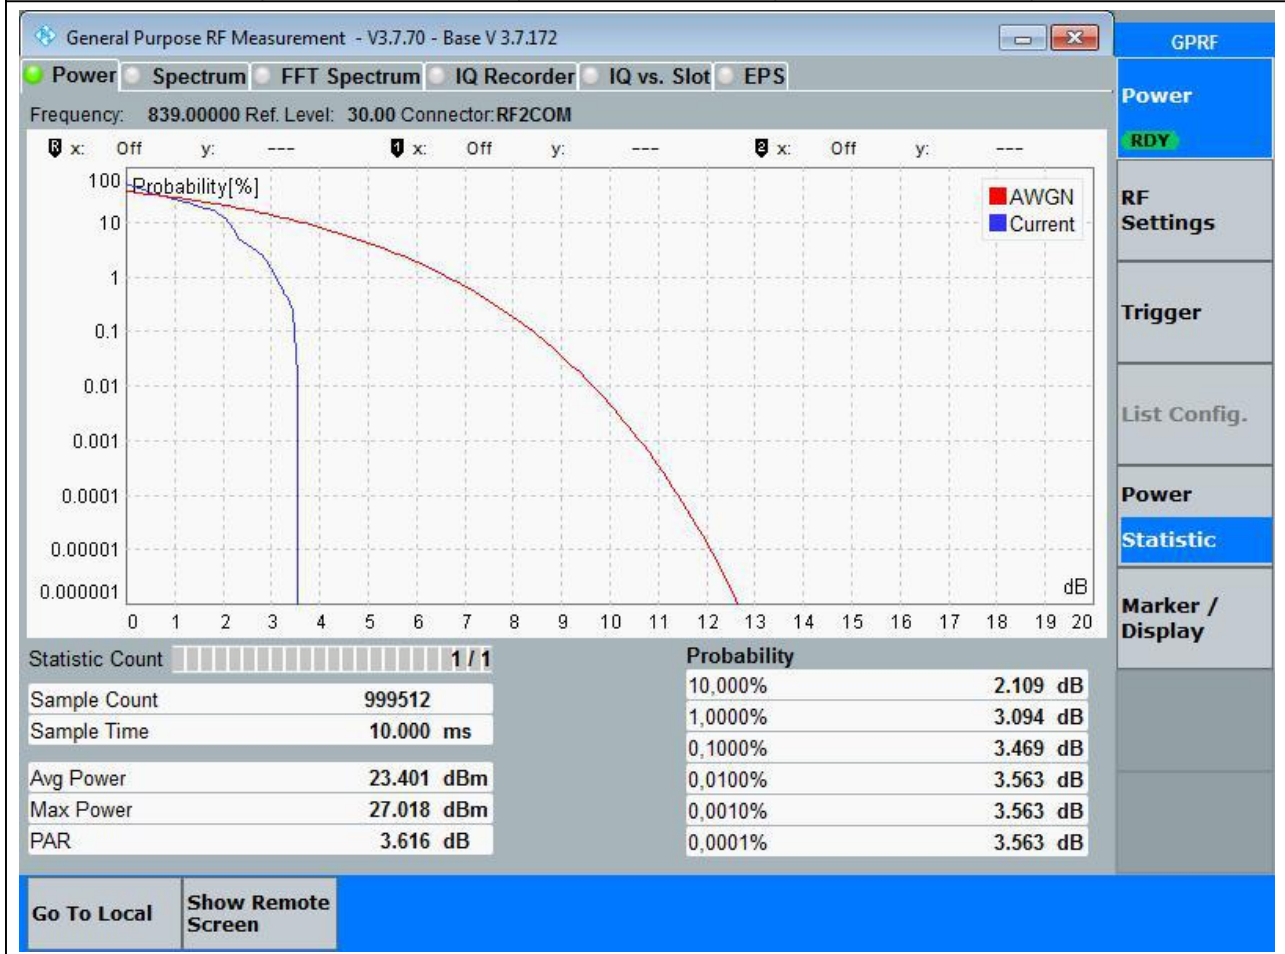 General Purpose RF Measurement - V3.7.70 - Base V 3.7.172
GPRF
Power Spectrum FFT Spectrum IQ Recorder IQ vs. Slot EPS
Frequency: 839.00000 Ref. Level: 30.00 Connector:RF2COM
R x: Off y: --- 1 x: Off y: --- 2 x: Off y: ---
Probability[%]
AWGN
Current
100
10
1
0.1
0.01
0.001
0.0001
0.00001
0.000001
dB
0 1 2 3 4 5 6 7 8 9 10 11 12 13 14 15 16 17 18 19 20
Statistic Count 1 / 1
Sample Count 999512
Sample Time 10.000 ms
Avg Power 23.401 dBm
Max Power 27.018 dBm
PAR 3.616 dB
Probability
10,000% 2.109 dB
1,0000% 3.094 dB
0,1000% 3.469 dB
0,0100% 3.563 dB
0,0010% 3.563 dB
0,0001% 3.563 dB
Power
RDY
RF
Settings
Trigger
List Config.
Power
Statistic
Marker /
Display
Go To Local
Show Remote
Screen